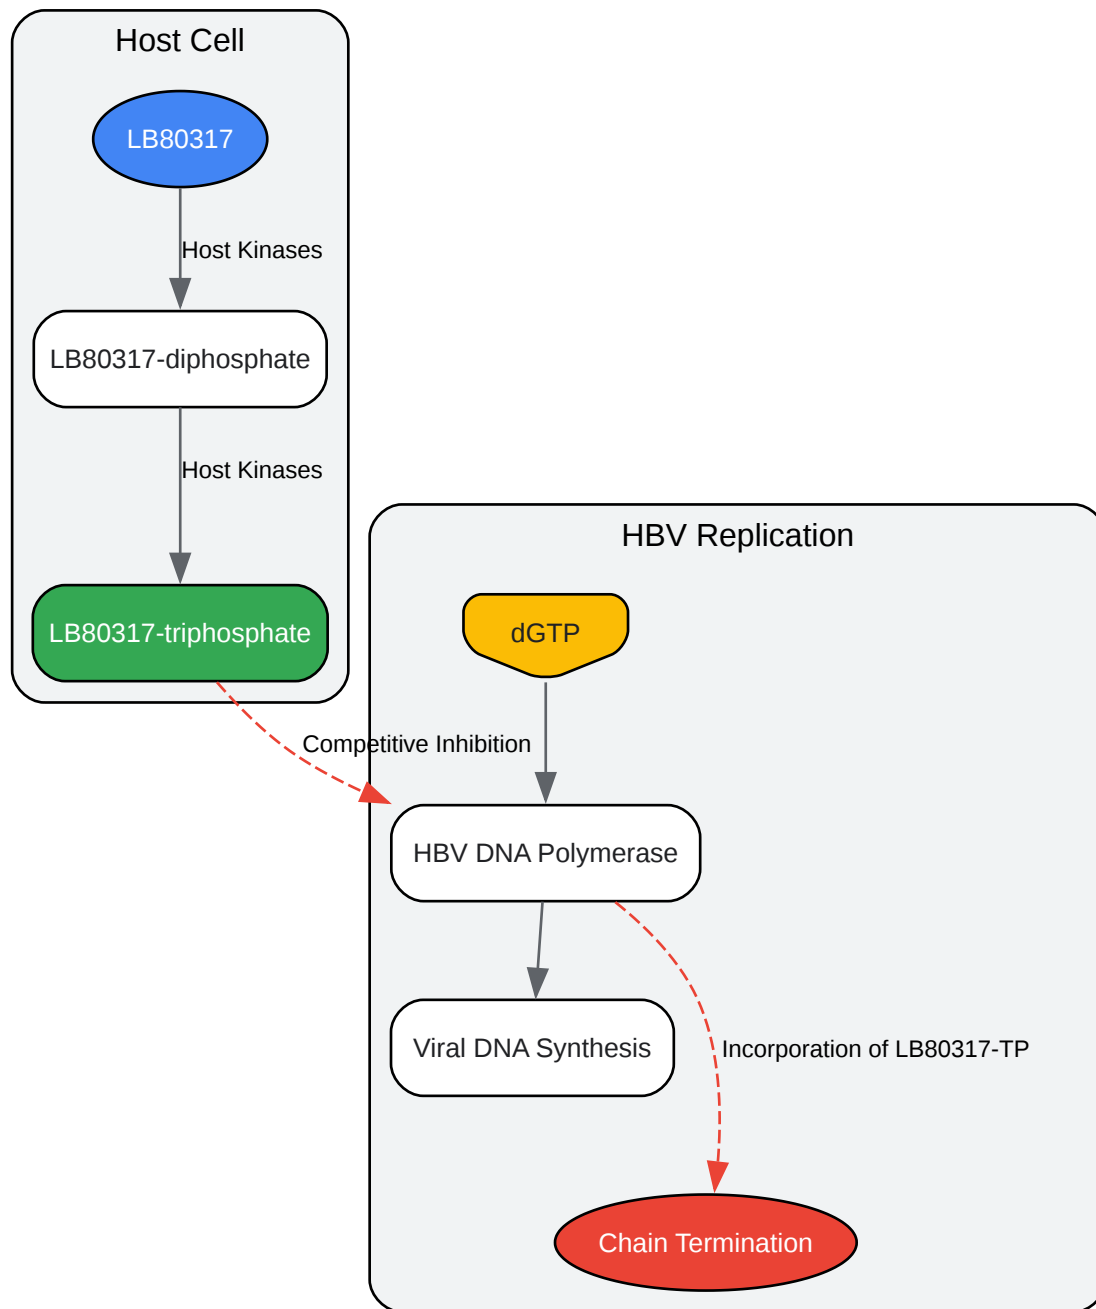 Host Cell
LB80317
Host Kinases
LB80317-diphosphate
Host Kinases
LB80317-triphosphate
HBV Replication
dGTP
Competitive Inhibition
HBV DNA Polymerase
Viral DNA Synthesis
Incorporation of LB80317-TP
Chain Termination